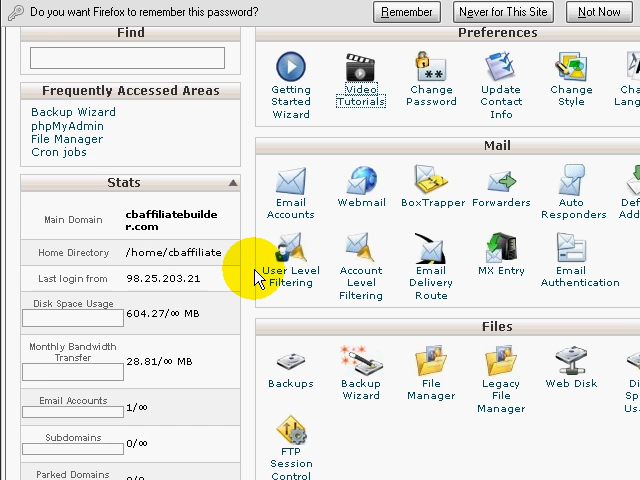 Do you want Firefox to remember this password?
Remember
Never for This Site
Not Now
Find
Frequently Accessed Areas
Backup Wizard
phpMyAdmin
File Manager
Cron jobs
Stats
Main Domain
cbaffiliatebuilde
r.com
Home Directory
/home/cbaffiliate
Last login from
98.25.203.21
Disk Space Usage
604.27/∞ MB
Monthly Bandwidth
Transfer
28.81/∞ MB
Email Accounts
1/∞
Subdomains
0/∞
Parked Domains
Preferences
Getting
Started
Wizard
Video
Tutorials
Change
Password
Update
Contact
Info
Change
Style
Mail
Email
Accounts
Webmail
BoxTrapper
Forwarders
Auto
Responders
User Level
Filtering
Account
Level
Filtering
Email
Delivery
Route
MX Entry
Email
Authentication
Files
Backups
Backup
Wizard
File
Manager
Legacy
File
Manager
Web Disk
FTP
Session
Control